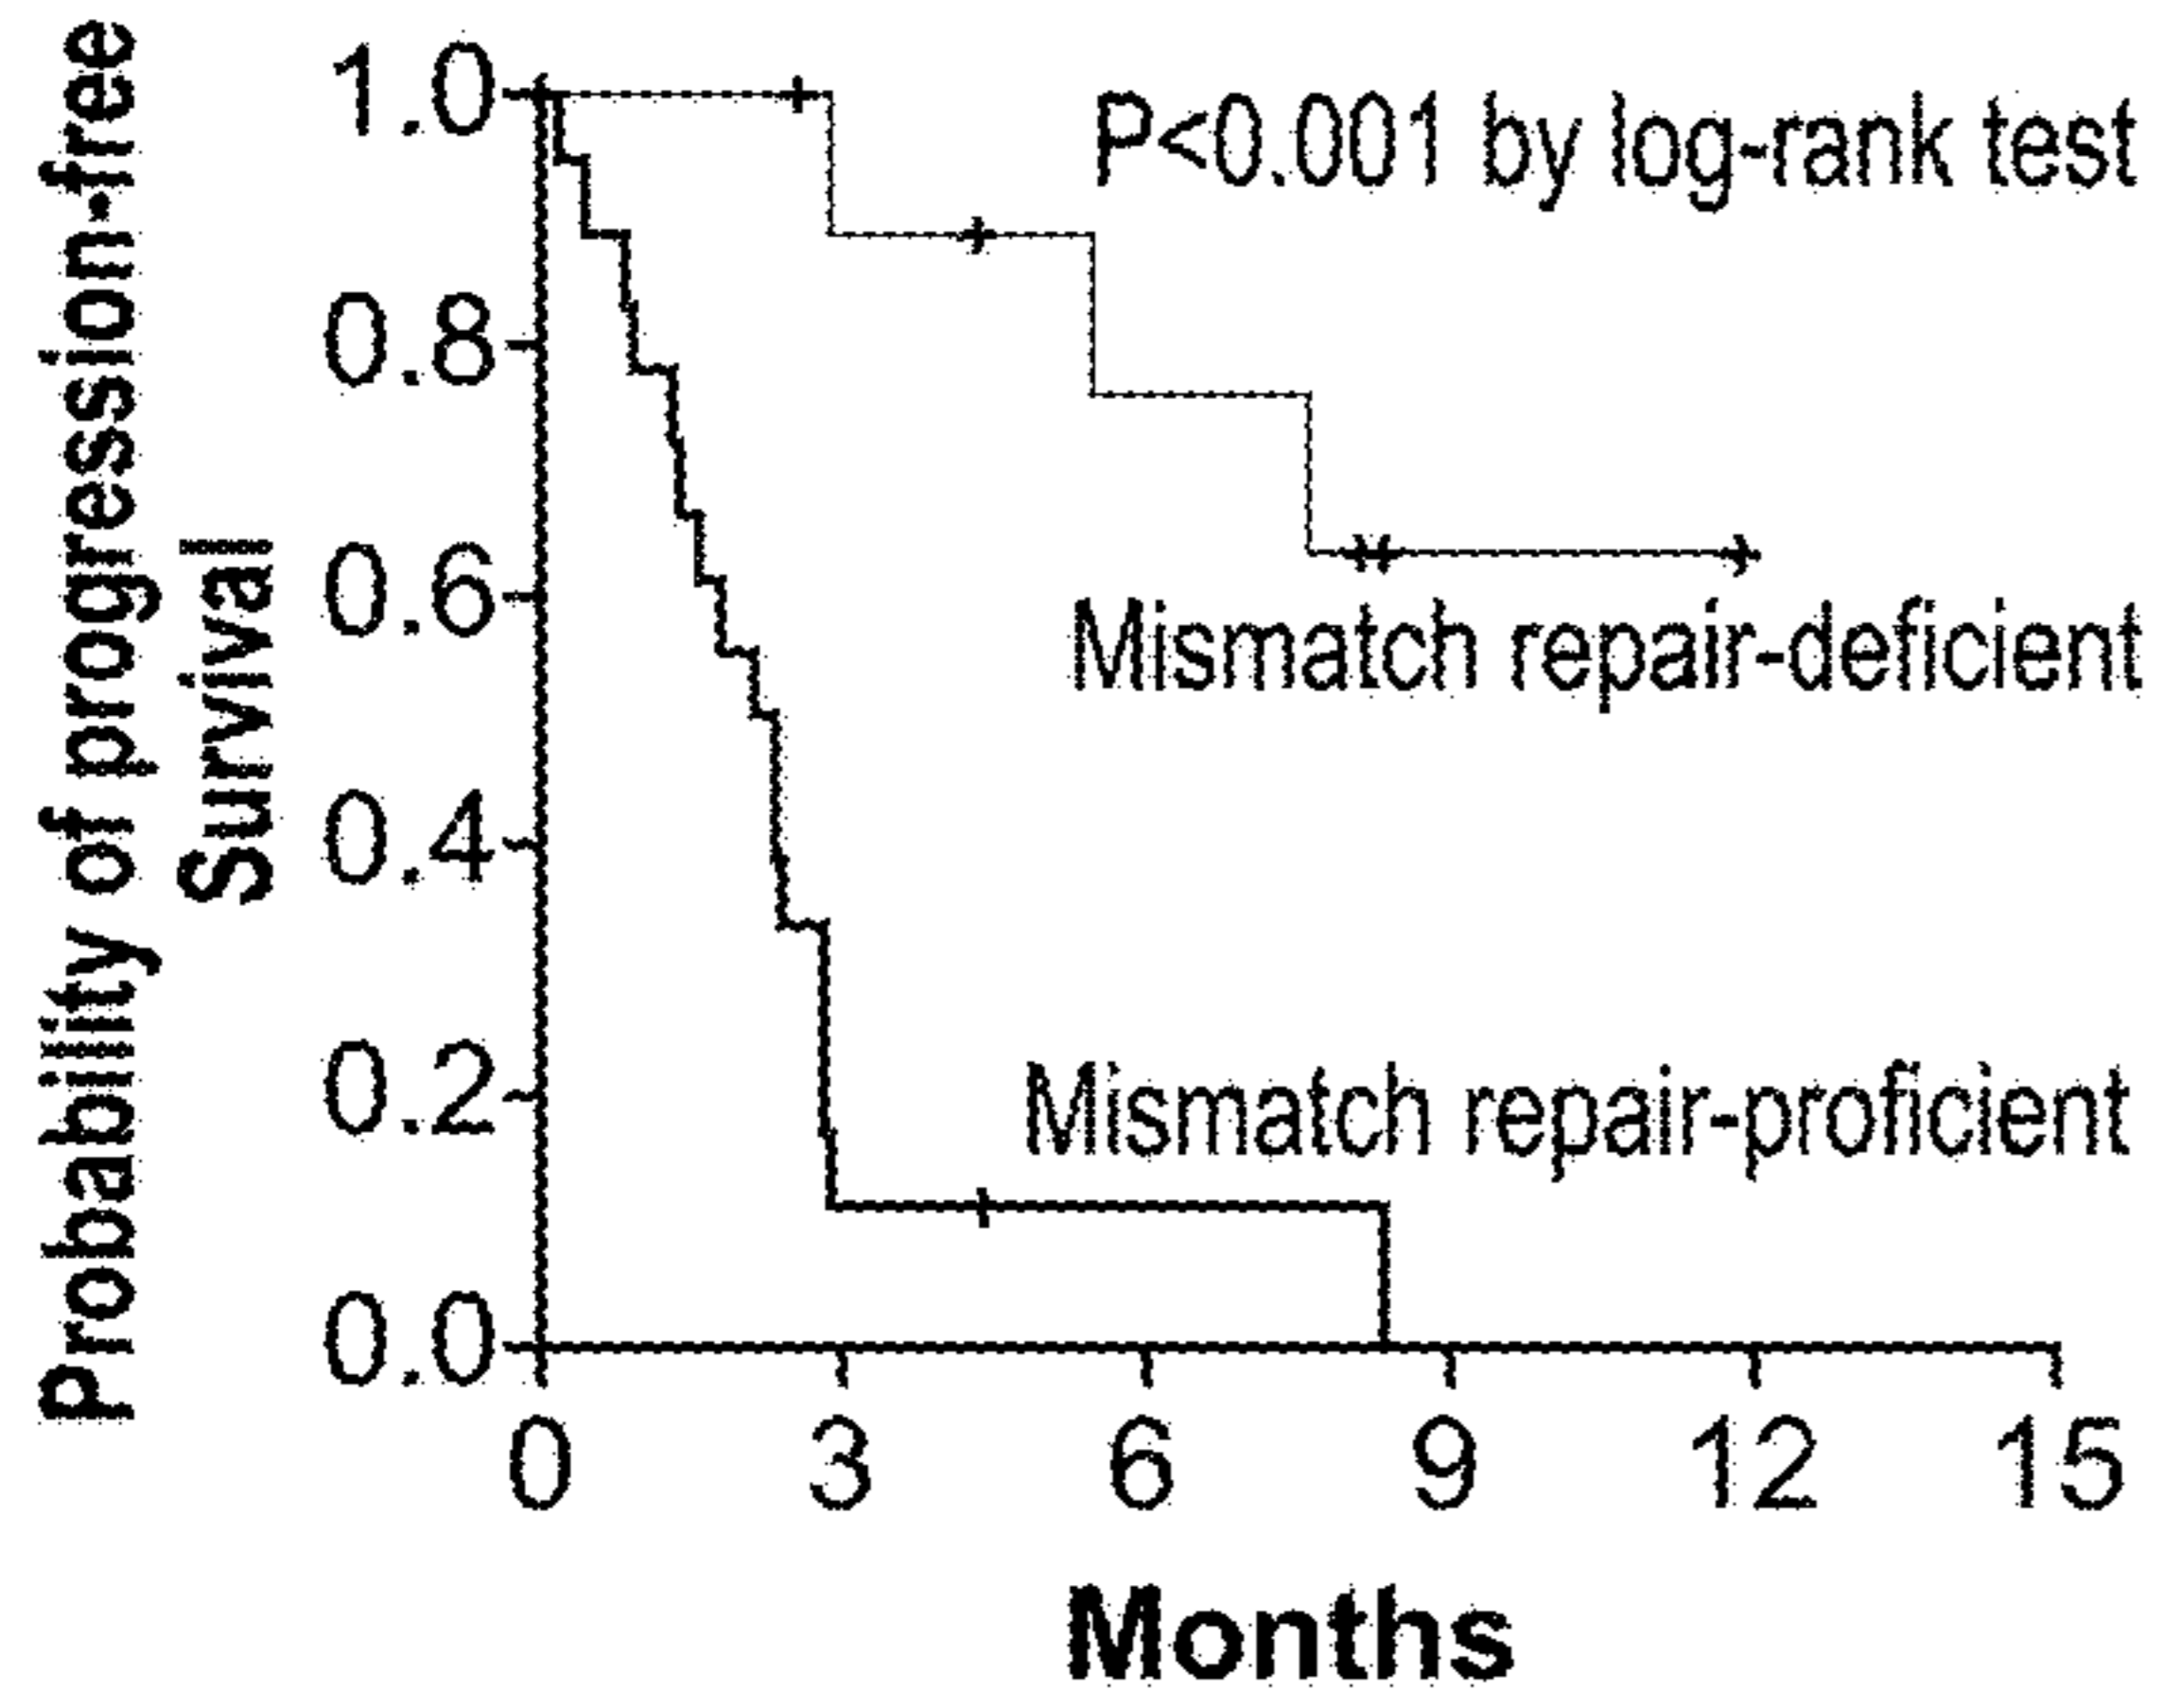 Probability of progression-free
Survival
1.0
0.8
0.6
0.4
0.2
0.0
P<0.001 by log-rank test
Mismatch repair-deficient
Mismatch repair-proficient
0 3 6 9 12 15
Months